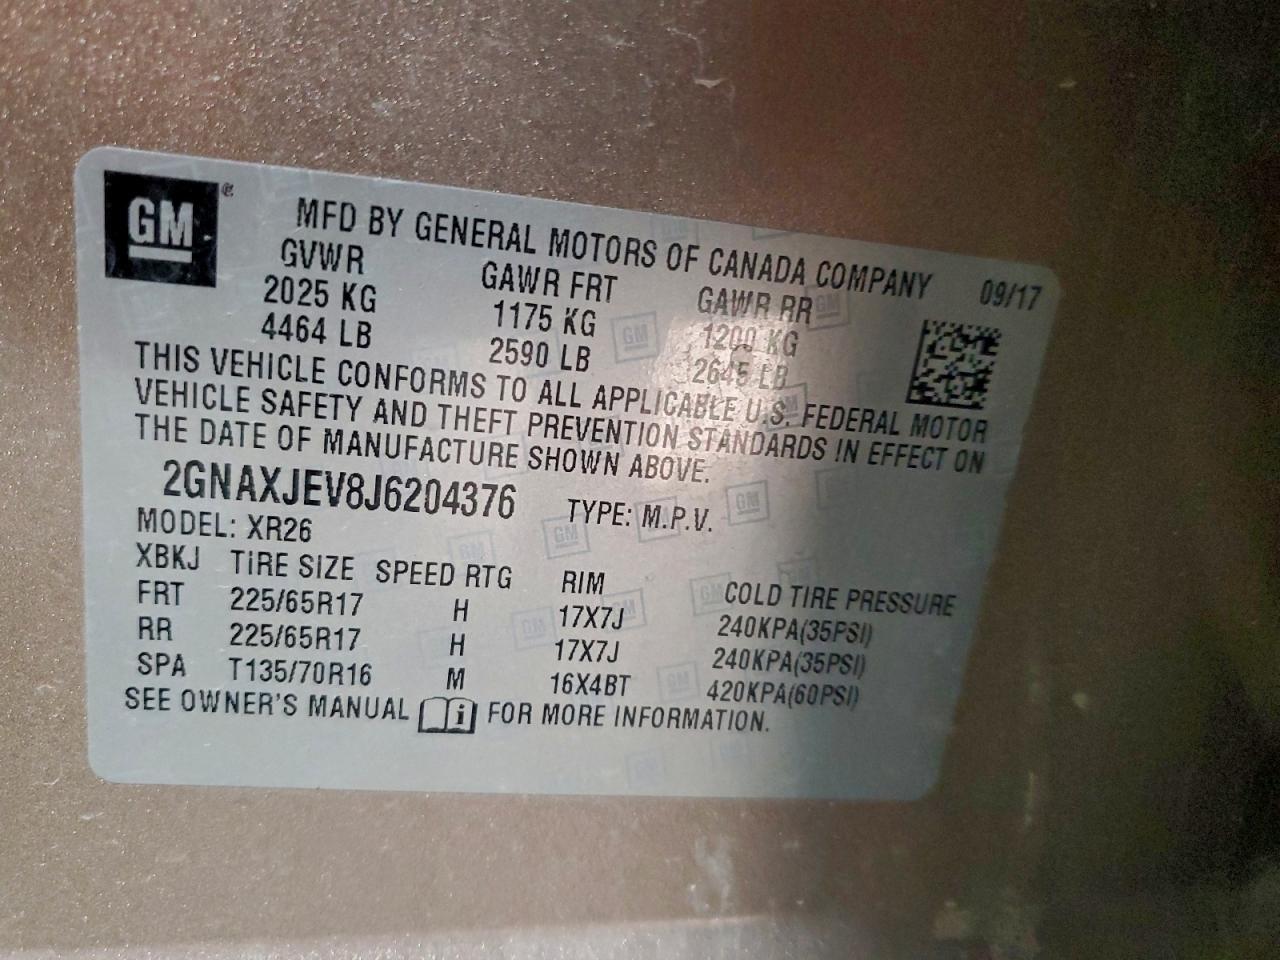 GM ®
MFD BY GENERAL MOTORS OF CANADA COMPANY 09/17
GVWR GAWR FRT GAWR RR
2025 KG 1175 KG 1200 KG
4464 LB 2590 LB 2645 LB
THIS VEHICLE CONFORMS TO ALL APPLICABLE U.S. FEDERAL MOTOR
VEHICLE SAFETY AND THEFT PREVENTION STANDARDS IN EFFECT ON
THE DATE OF MANUFACTURE SHOWN ABOVE.
2GNAXJEV8J6204376 TYPE: M.P.V.
MODEL: XR26
XBKJ TIRE SIZE SPEED RTG RIM COLD TIRE PRESSURE
FRT 225/65R17 H 17X7J 240KPA(35PSI)
RR 225/65R17 H 17X7J 240KPA(35PSI)
SPA T135/70R16 M 16X4BT 420KPA(60PSI)
SEE OWNER'S MANUAL i FOR MORE INFORMATION.